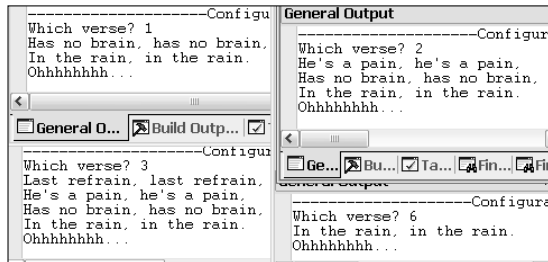 --------------------Configur
Which verse? 1
Has no brain, has no brain,
In the rain, in the rain.
Ohhhhhhhh...
General O... Build Outp...
General Output
--------------------Configur
Which verse? 2
He's a pain, he's a pain,
Has no brain, has no brain,
In the rain, in the rain.
Ohhhhhhhh...
Ge... Bu... Ta... Fin... Fin
--------------------Configur
Which verse? 3
Last refrain, last refrain,
He's a pain, he's a pain,
Has no brain, has no brain,
In the rain, in the rain.
Ohhhhhhhh...
General Output
--------------------Configura
Which verse? 6
In the rain, in the rain.
Ohhhhhhhh...